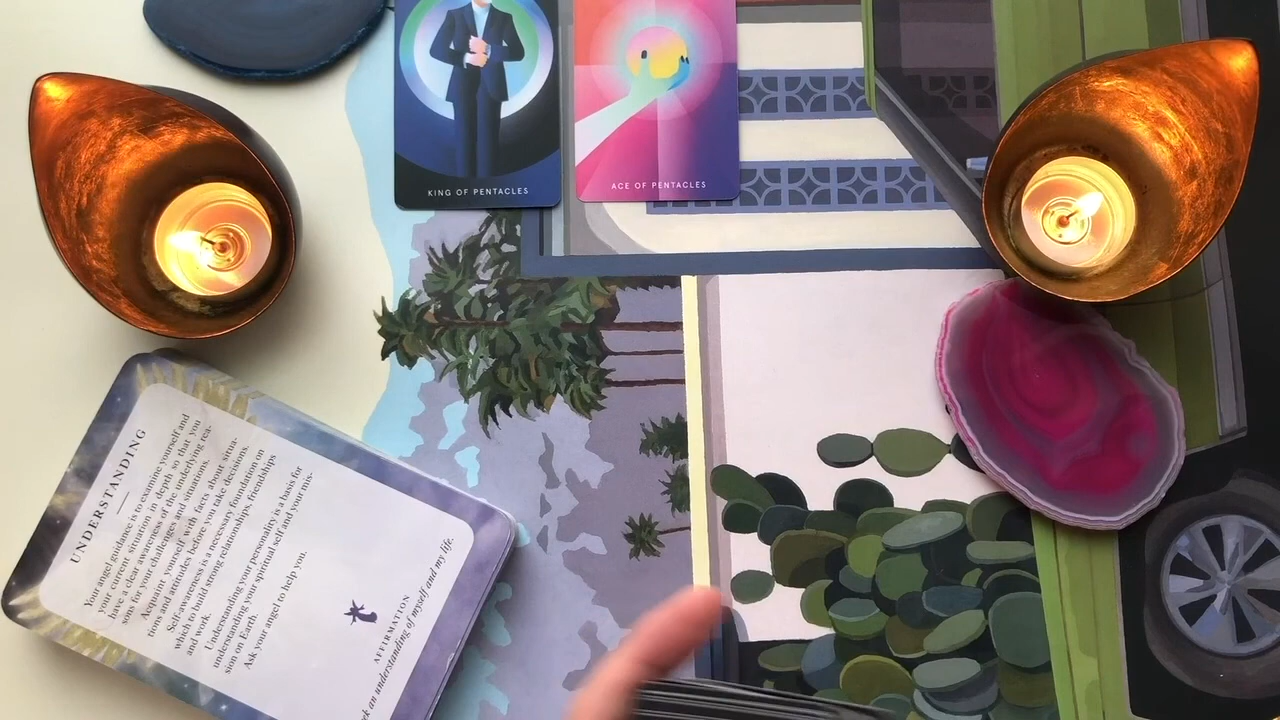 KING OF PENTACLES
ACE OF PENTACLES
UNDERSTANDING
Your angel guidance is to examine yourself and
your current situation in depth so that you
have a clear awareness of the underlying rea-
sons for your challenges and situations.
Acquaint yourself with facts about situa-
tions and attitudes before you take decisions.
Self-awareness is a necessary foundation on
which to build strong relationships, friendships
and work.
Understanding your personality is a basis for
understanding your spiritual self and your mis-
sion on Earth.
Ask your angel to help you.
AFFIRMATION
an understanding of myself and my life.